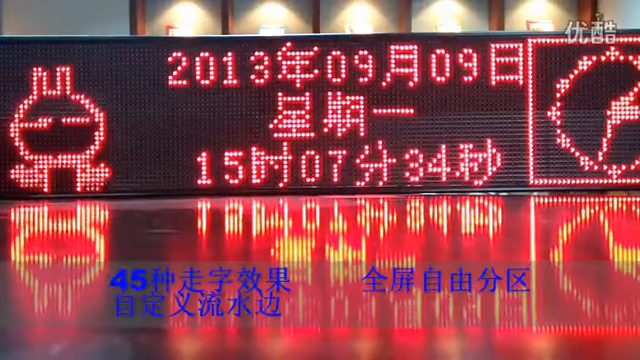 优酷
2013年09月09日
星期一
15时07分34秒
45种走字效果 全屏自由分区
自定义流水边